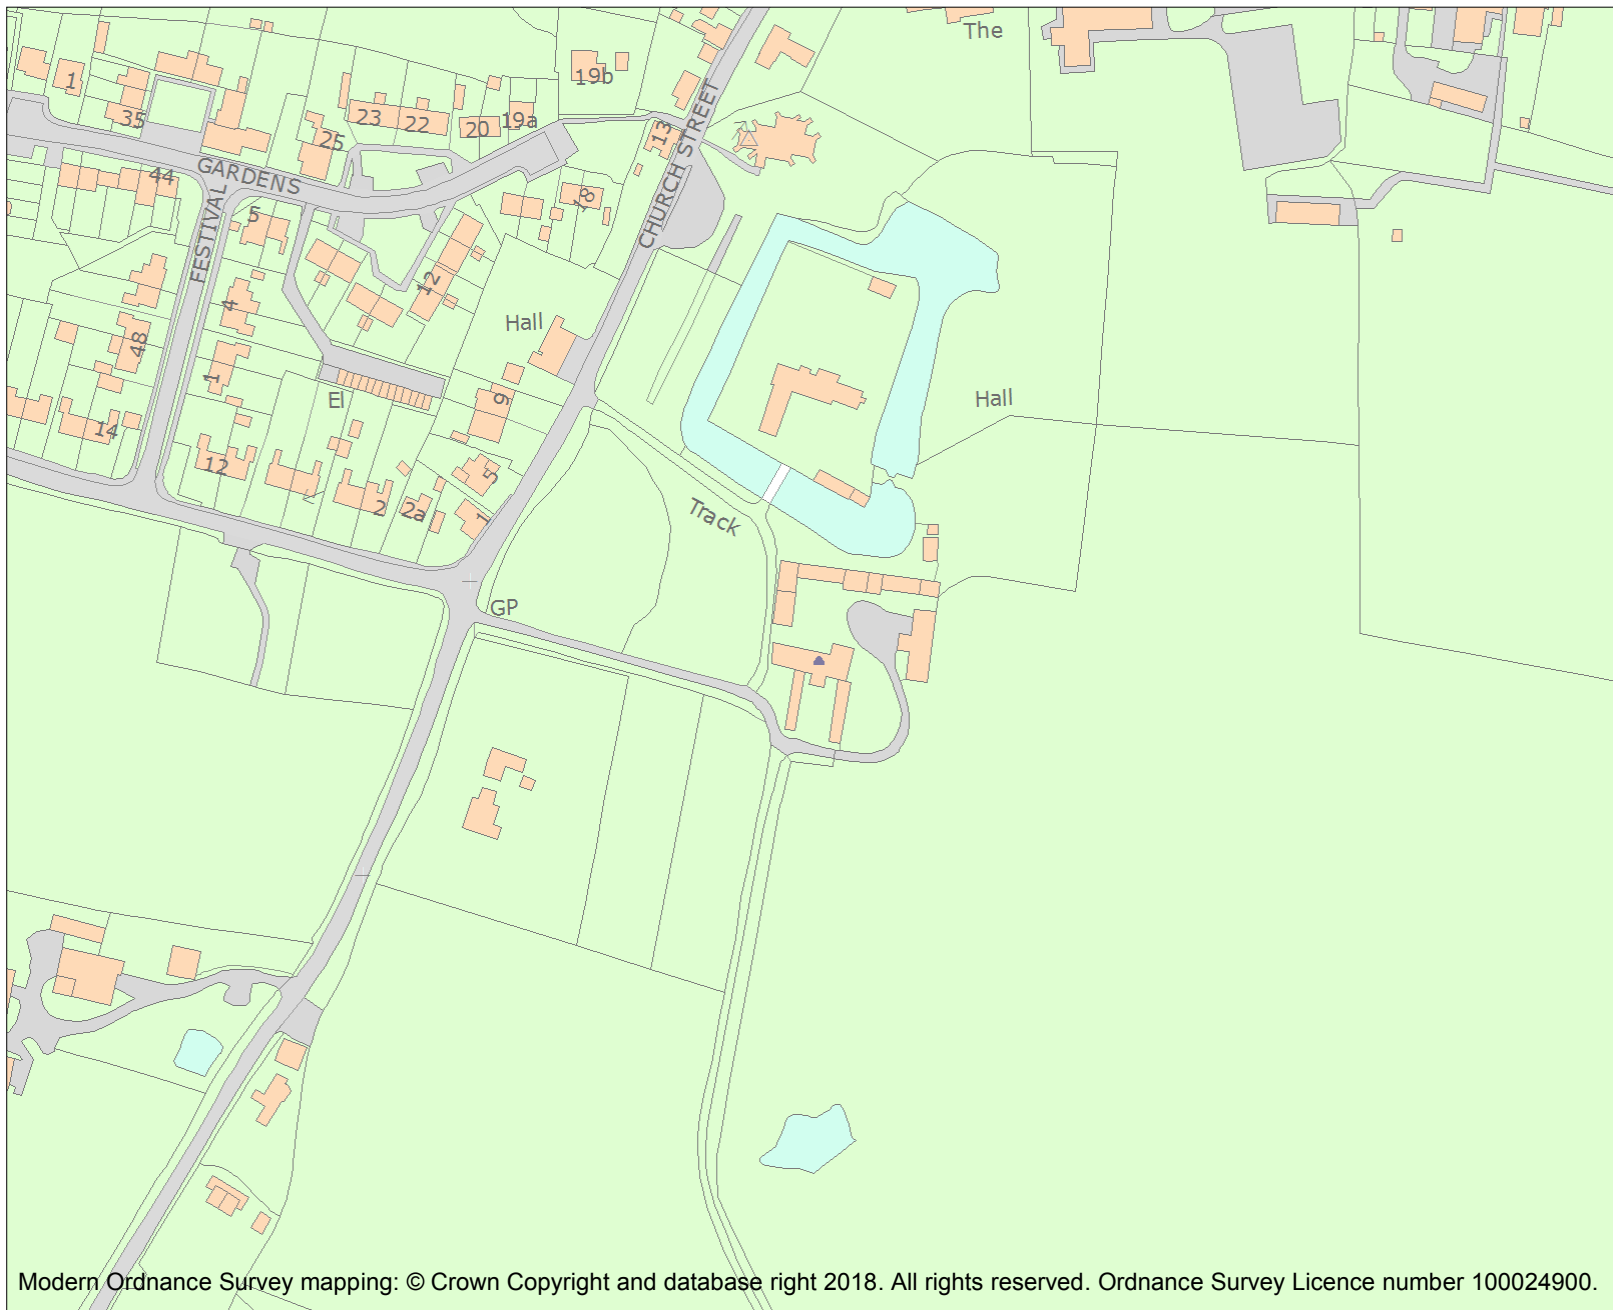 The
19b
1
35
23
22
20
19a
25
13
CHURCH STREET
GARDENS
44
18
5
FESTIVAL
12
4
Hall
48
1
El
9
Hall
14
12
5
2
2a
1
Track
GP
Modern Ordnance Survey mapping: © Crown Copyright and database right 2018. All rights reserved. Ordnance Survey Licence number 100024900.